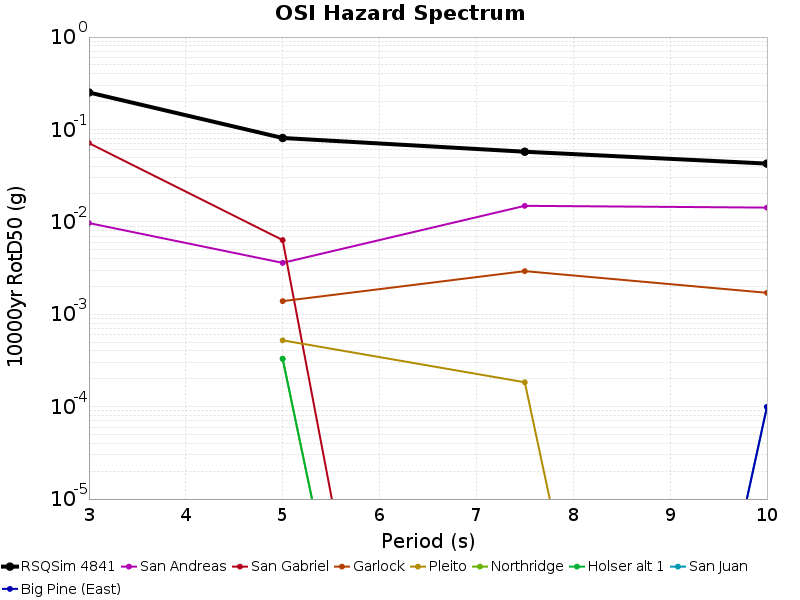 OSI Hazard Spectrum
10^0
10^-1
10^-2
10^-3
10^-4
10^-5
10000yr RotD50 (g)
3 4 5 6 7 8 9 10
Period (s)
RSQSim 4841 San Andreas San Gabriel Garlock Pleito Northridge Holser alt 1 San Juan
Big Pine (East)